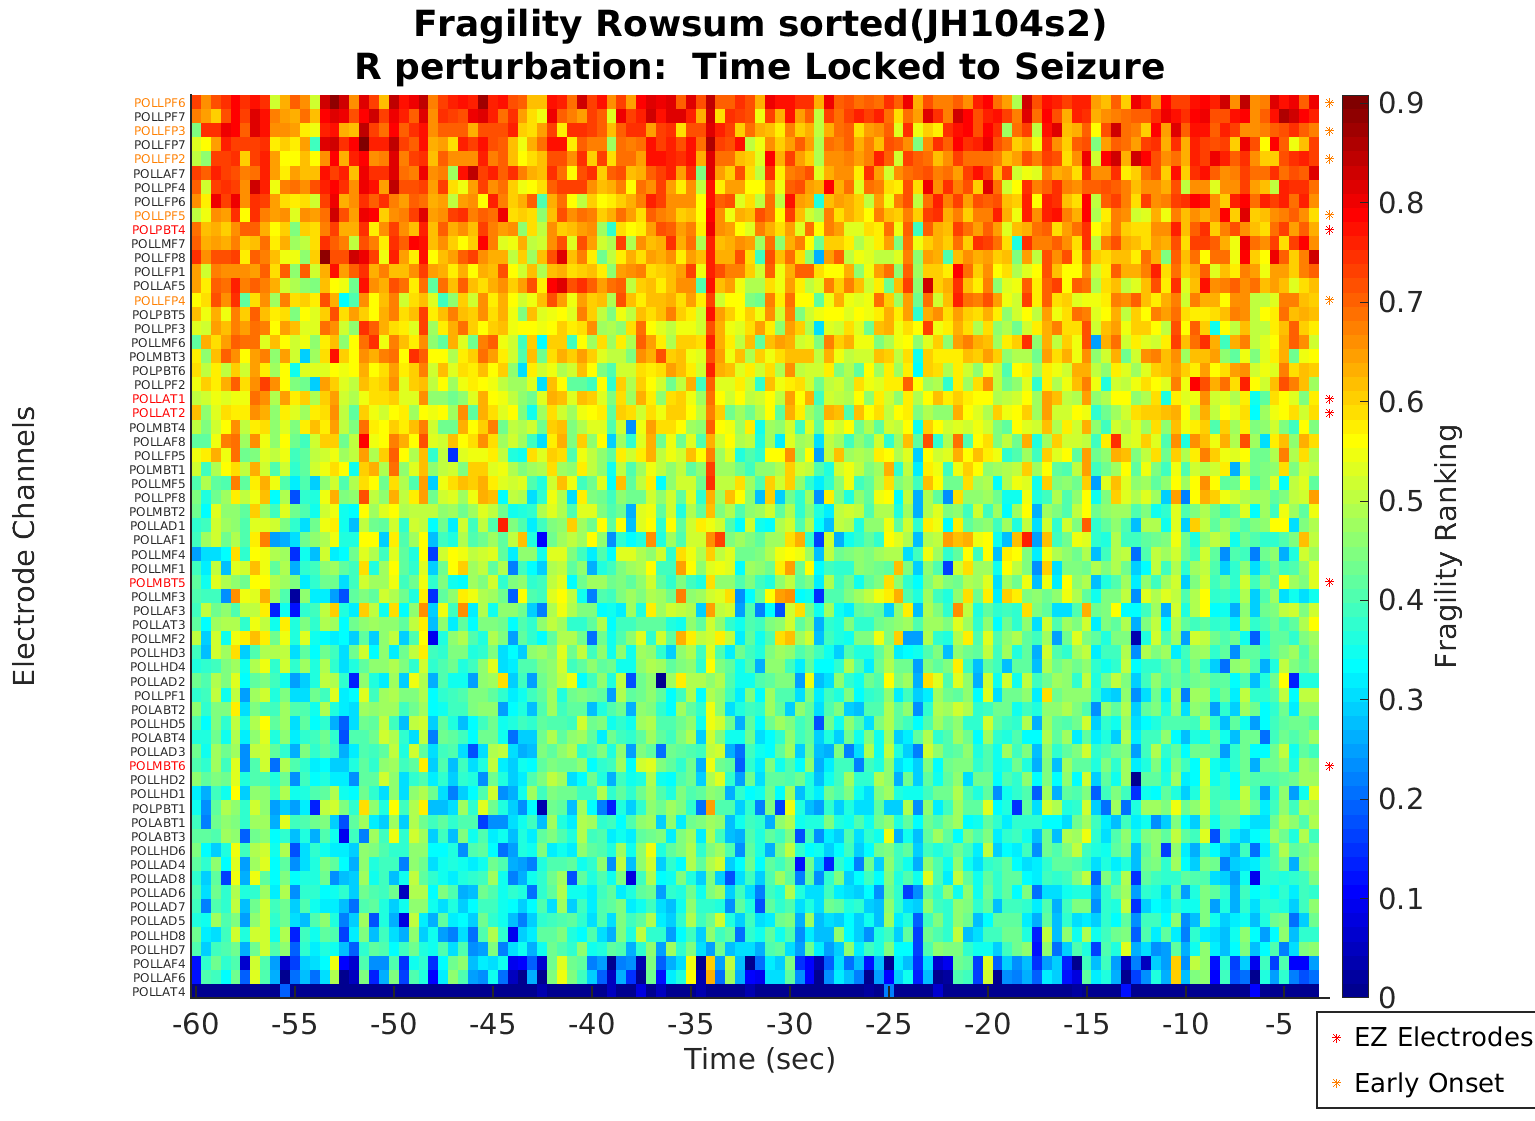 Fragility Rowsum sorted(JH104s2)
R perturbation:  Time Locked to Seizure
Electrode Channels
POLLPF6
POLLPF7
POLLFP3
POLLFP7
POLLFP2
POLLAF7
POLLPF4
POLLFP6
POLLPF5
POLPBT4
POLLMF7
POLLFP8
POLLFP1
POLLAF5
POLLFP4
POLPBT5
POLLPF3
POLLMF6
POLMBT3
POLPBT6
POLLPF2
POLLAT1
POLLAT2
POLMBT4
POLLAF8
POLLFP5
POLMBT1
POLLMF5
POLLPF8
POLMBT2
POLLAD1
POLLAF1
POLLMF4
POLLMF1
POLMBT5
POLLMF3
POLLAF3
POLLAT3
POLLMF2
POLLHD3
POLLHD4
POLLAD2
POLLPF1
POLABT2
POLLHD5
POLABT4
POLLAD3
POLMBT6
POLLHD2
POLLHD1
POLPBT1
POLABT1
POLABT3
POLLHD6
POLLAD4
POLLAD8
POLLAD6
POLLAD7
POLLAD5
POLLHD8
POLLHD7
POLLAF4
POLLAF6
POLLAT4
-60 -55 -50 -45 -40 -35 -30 -25 -20 -15 -10 -5
Time (sec)
0.9
0.8
0.7
0.6
0.5
0.4
0.3
0.2
0.1
0
Fragility Ranking
EZ Electrodes
Early Onset